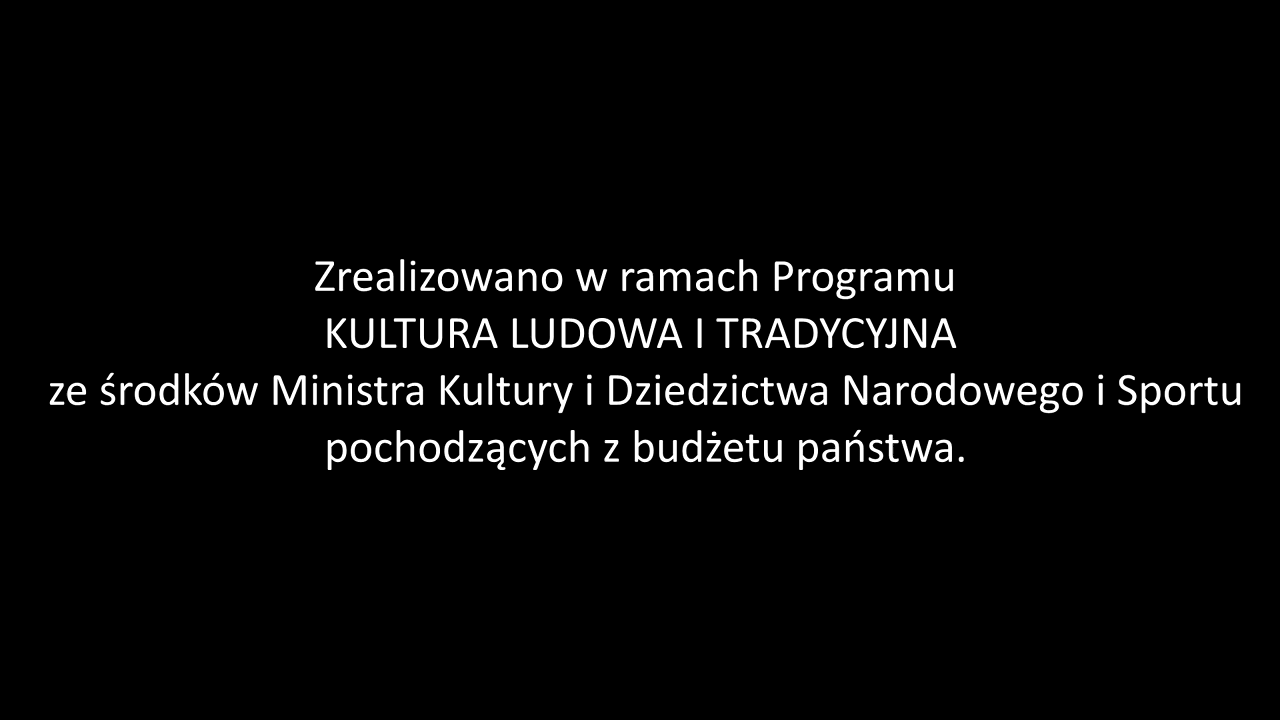 Zrealizowano w ramach Programu
KULTURA LUDOWA I TRADYCYJNA
ze środków Ministra Kultury i Dziedzictwa Narodowego i Sportu
pochodzących z budżetu państwa.